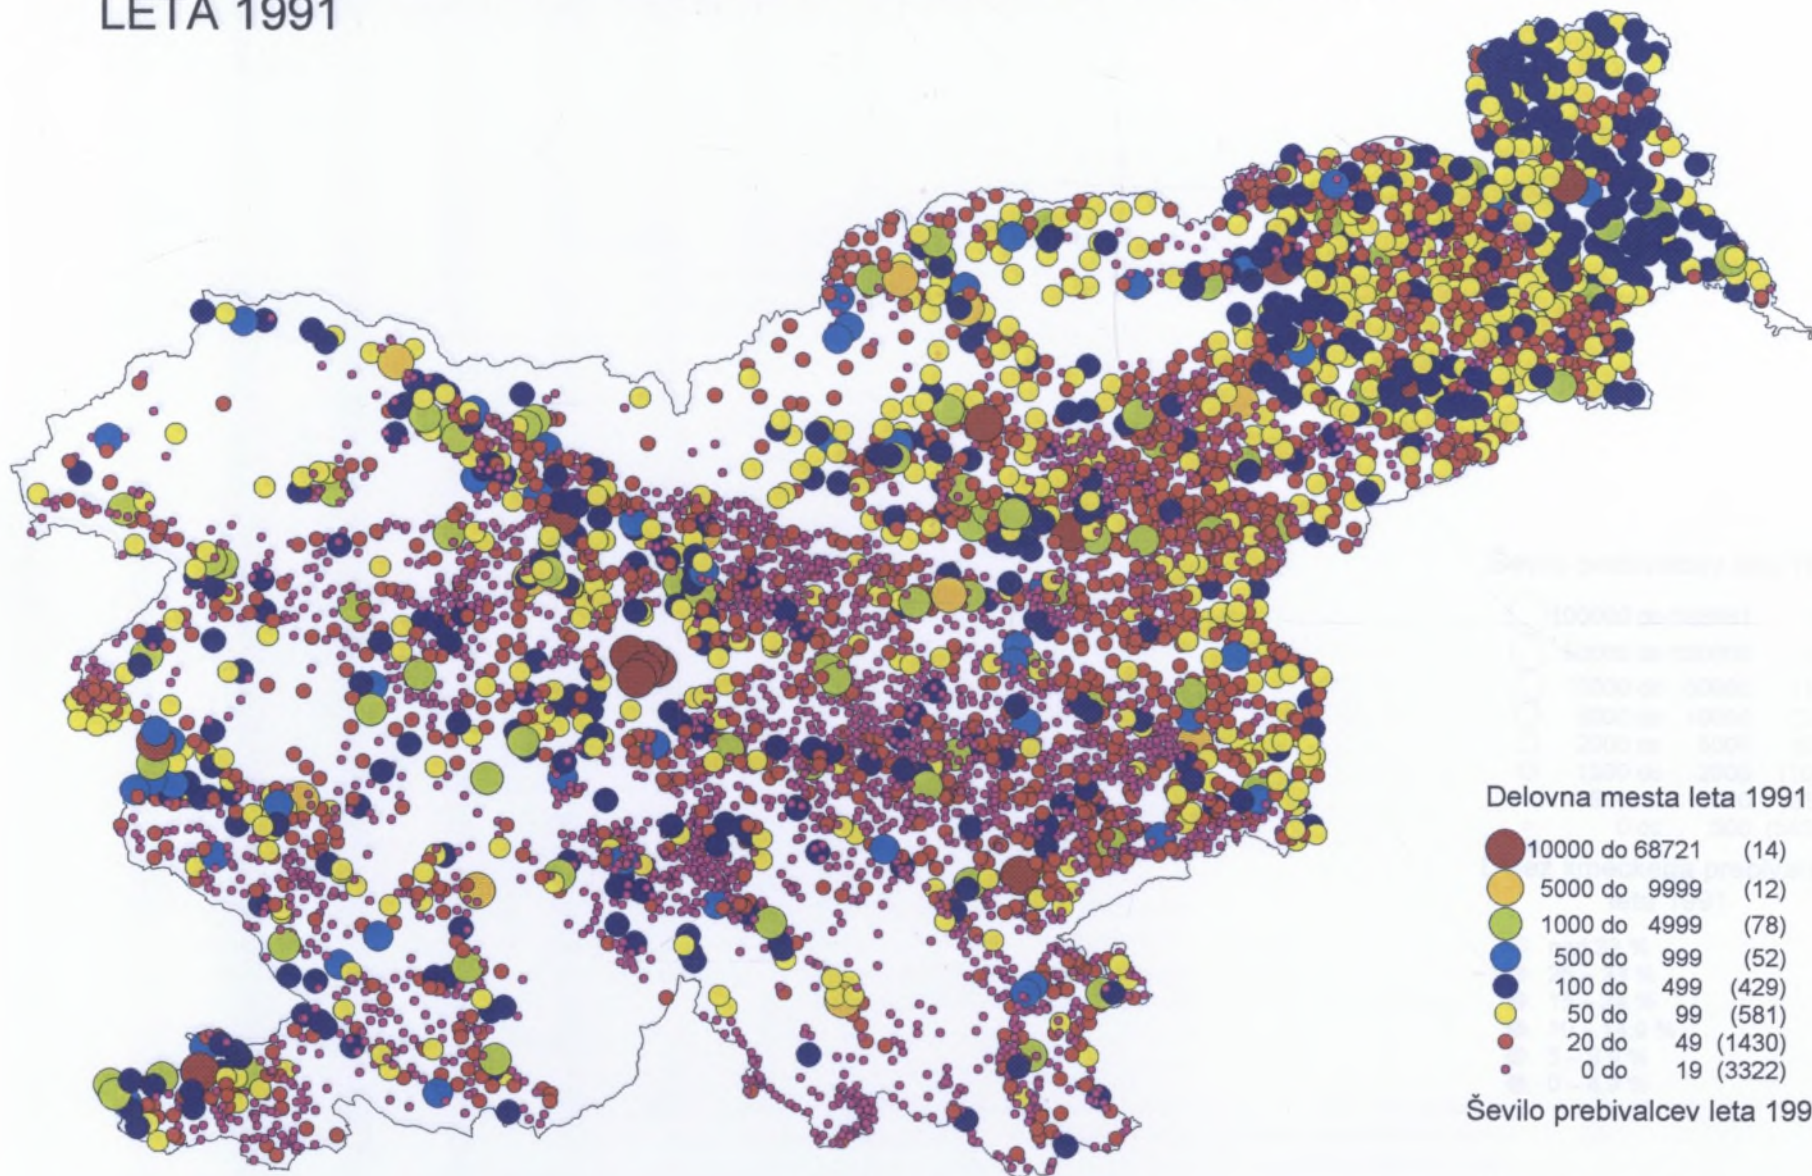 LETA 1991
Delovna mesta leta 1991
10000 do 68721 (14)
5000 do 9999 (12)
1000 do 4999 (78)
500 do 999 (52)
100 do 499 (429)
50 do 99 (581)
20 do 49 (1430)
0 do 19 (3322)
Število prebivalcev leta 199